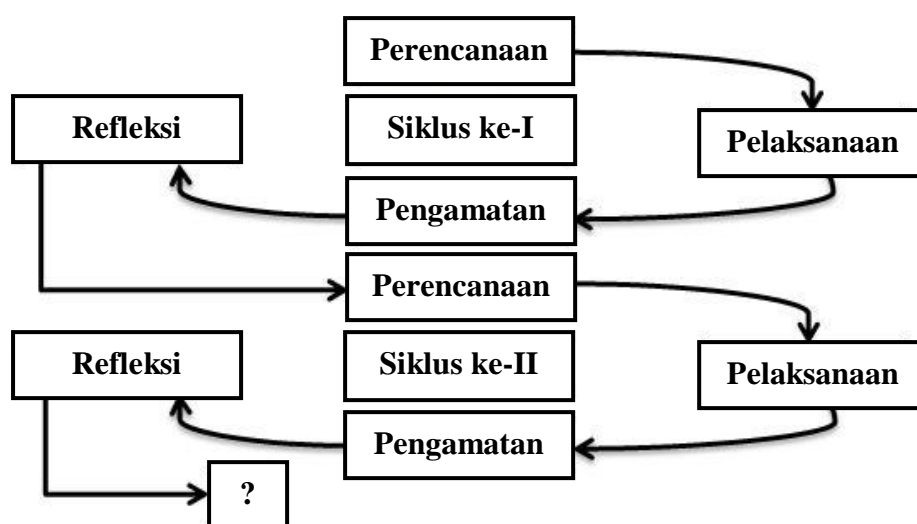 Perencanaan
Refleksi
Siklus ke-I
Pelaksanaan
Pengamatan
Perencanaan
Refleksi
Siklus ke-II
Pelaksanaan
Pengamatan
?